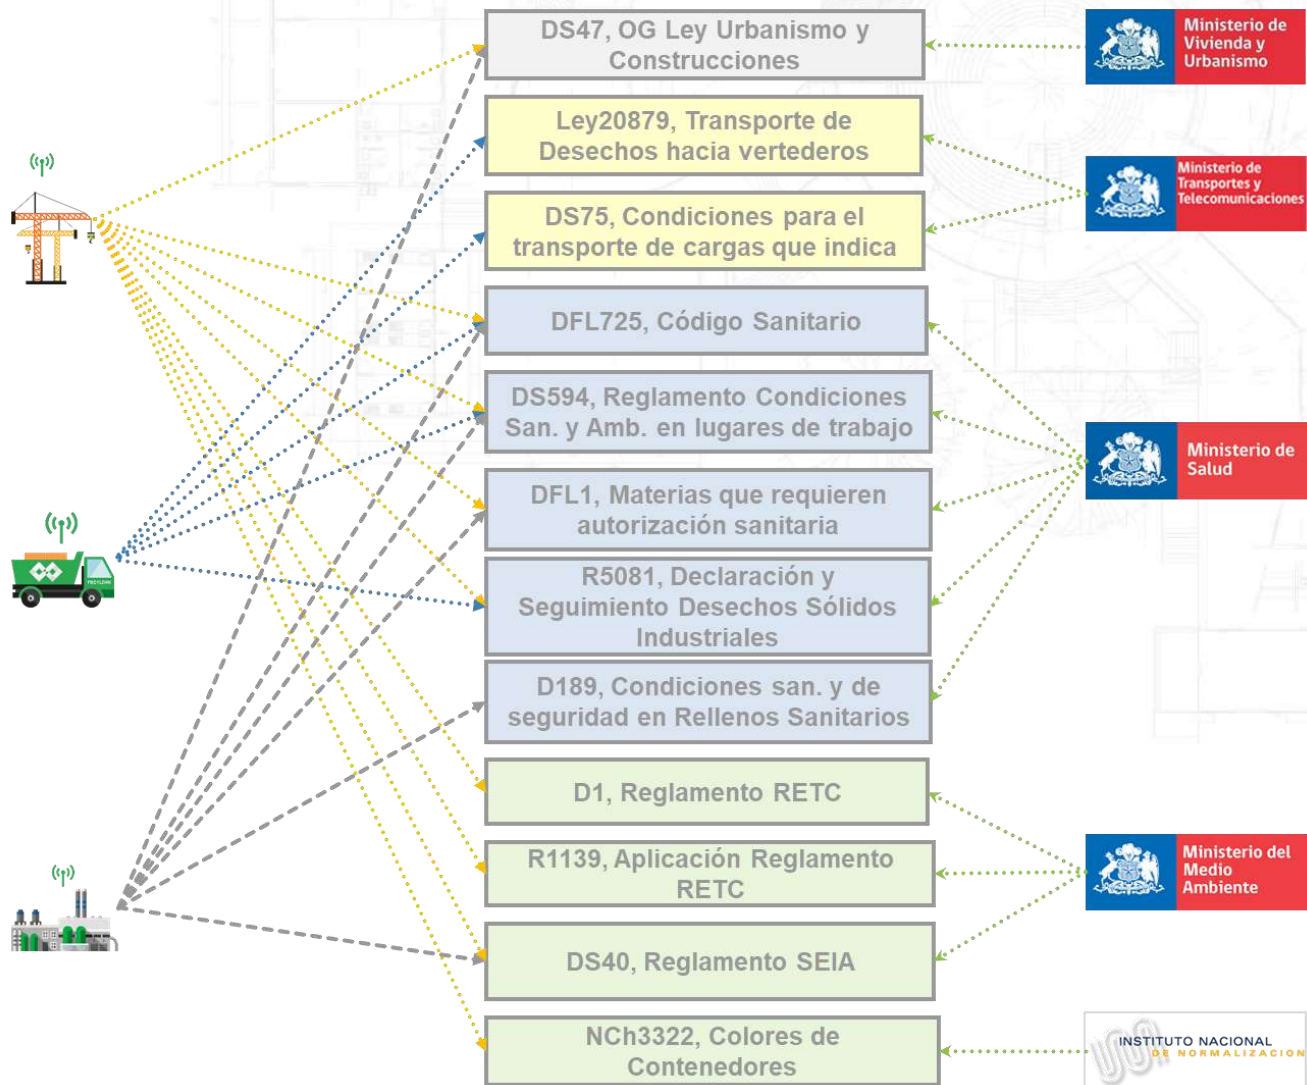 DS47, OG Ley Urbanismo y
Construcciones
Ministerio de
Vivienda y
Urbanismo
Ley20879, Transporte de
Desechos hacia vertederos
Ministerio de
Transportes y
Telecomunicaciones
DS75, Condiciones para el
transporte de cargas que indica
DFL725, Código Sanitario
DS594, Reglamento Condiciones
San. y Amb. en lugares de trabajo
Ministerio de
Salud
DFL1, Materias que requieren
autorización sanitaria
R5081, Declaración y
Seguimiento Desechos Sólidos
Industriales
D189, Condiciones san. y de
seguridad en Rellenos Sanitarios
D1, Reglamento RETC
R1139, Aplicación Reglamento
RETC
Ministerio del
Medio
Ambiente
DS40, Reglamento SEIA
NCh3322, Colores de
Contenedores
INSTITUTO NACIONAL
DE NORMALIZACION